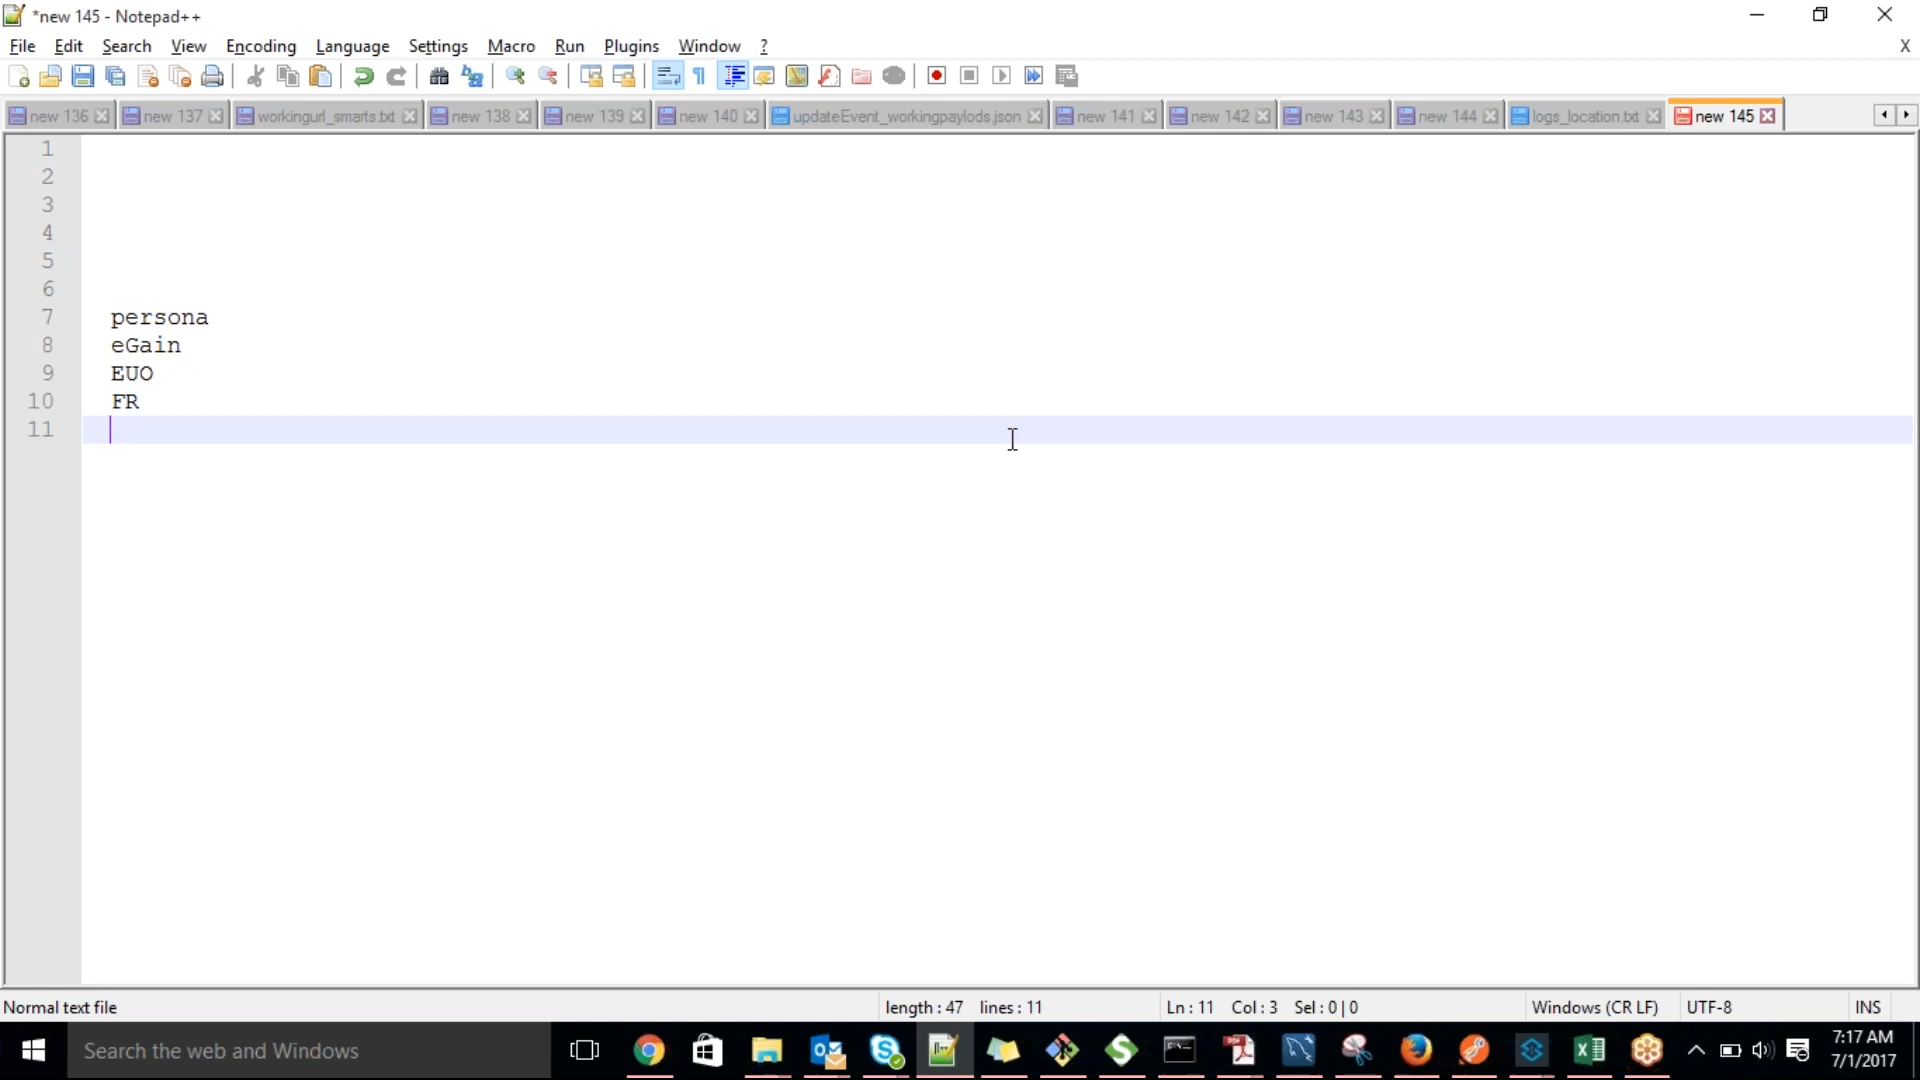 *new 145 - Notepad++
File Edit Search View Encoding Language Settings Macro Run Plugins Window ?
X
new 136 new 137 workingurl_smarts.txt new 138 new 139 new 140 updateEvent_workingpaylods.json new 141 new 142 new 143 new 144 logs_location.txt new 145
1
2
3
4
5
6
7 persona
8 eGain
9 EUO
10 FR
11
Normal text file length : 47 lines : 11 Ln : 11 Col : 3 Sel : 0 | 0 Windows (CR LF) UTF-8 INS
Search the web and Windows
7:17 AM
7/1/2017